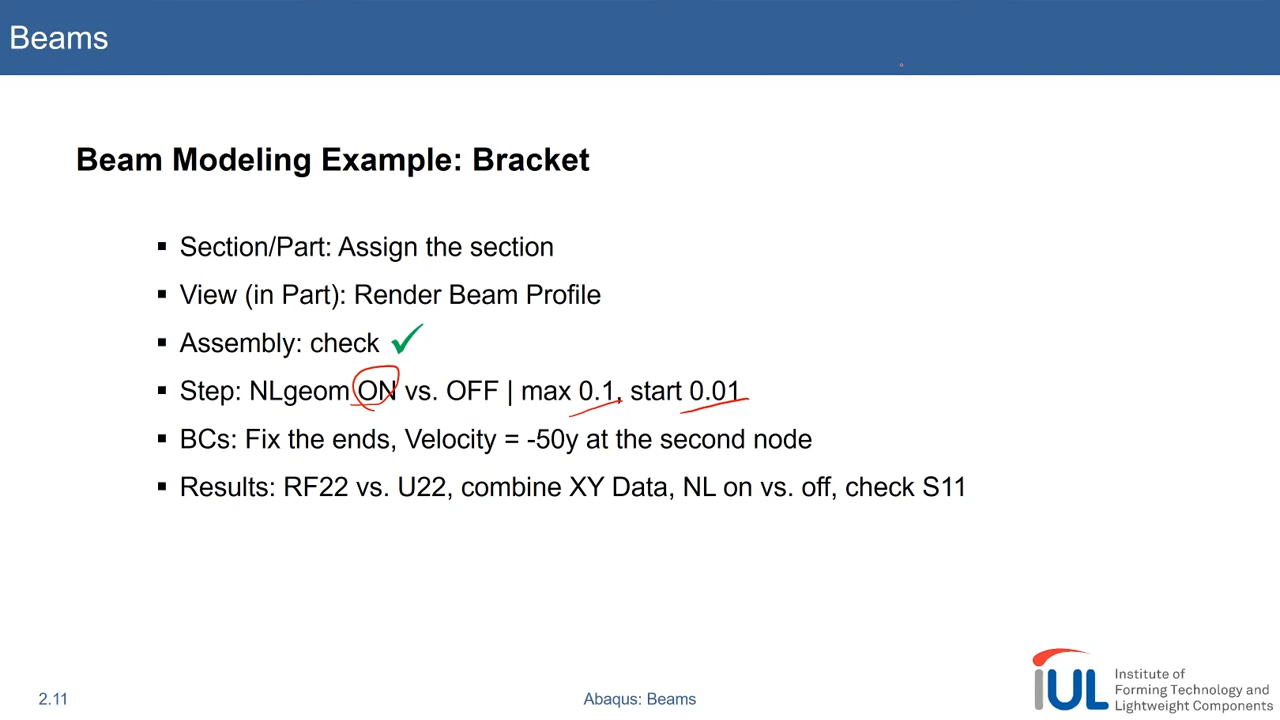 Beams
Beam Modeling Example: Bracket
▪ Section/Part: Assign the section
▪ View (in Part): Render Beam Profile
▪ Assembly: check ✓
▪ Step: NLgeom ON vs. OFF | max 0.1, start 0.01
▪ BCs: Fix the ends, Velocity = -50y at the second node
▪ Results: RF22 vs. U22, combine XY Data, NL on vs. off, check S11
2.11
Abaqus: Beams
IUL
Institute of
Forming Technology and
Lightweight Components